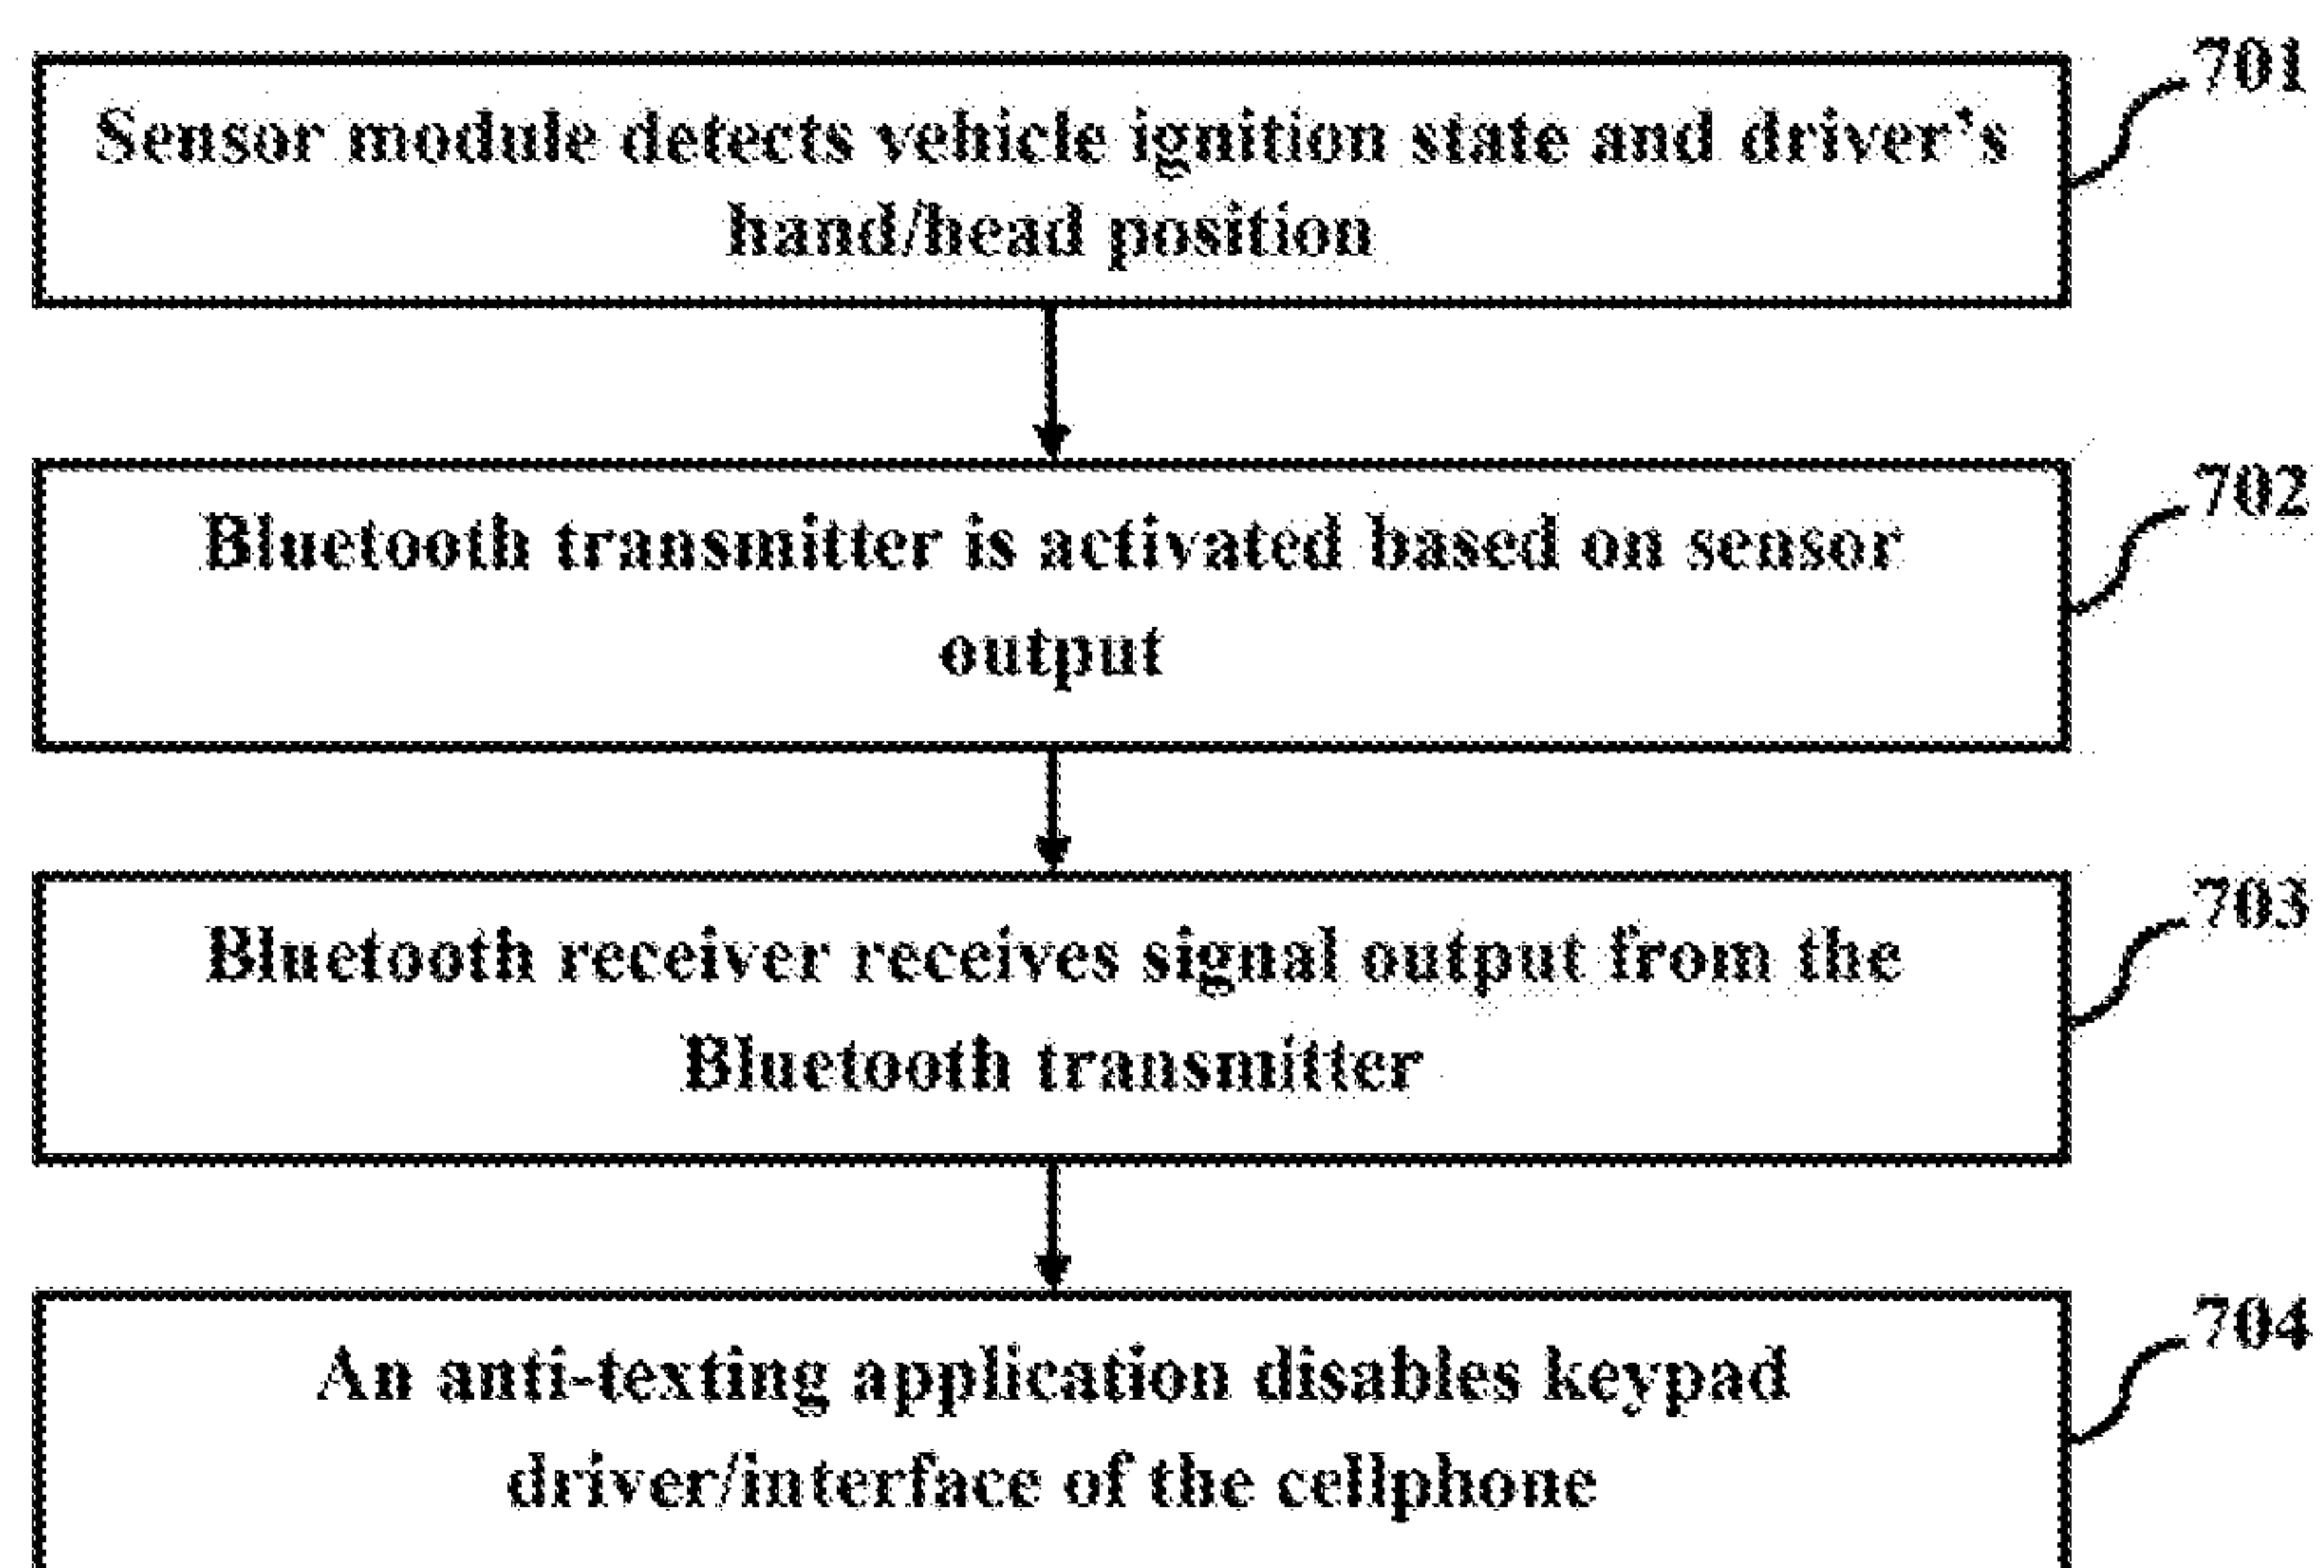 701
Sensor module detects vehicle ignition state and driver's
hand/head position
702
Bluetooth transmitter is activated based on sensor
output
703
Bluetooth receiver receives signal output from the
Bluetooth transmitter
704
An anti-texting application disables keypad
driver/interface of the cellphone